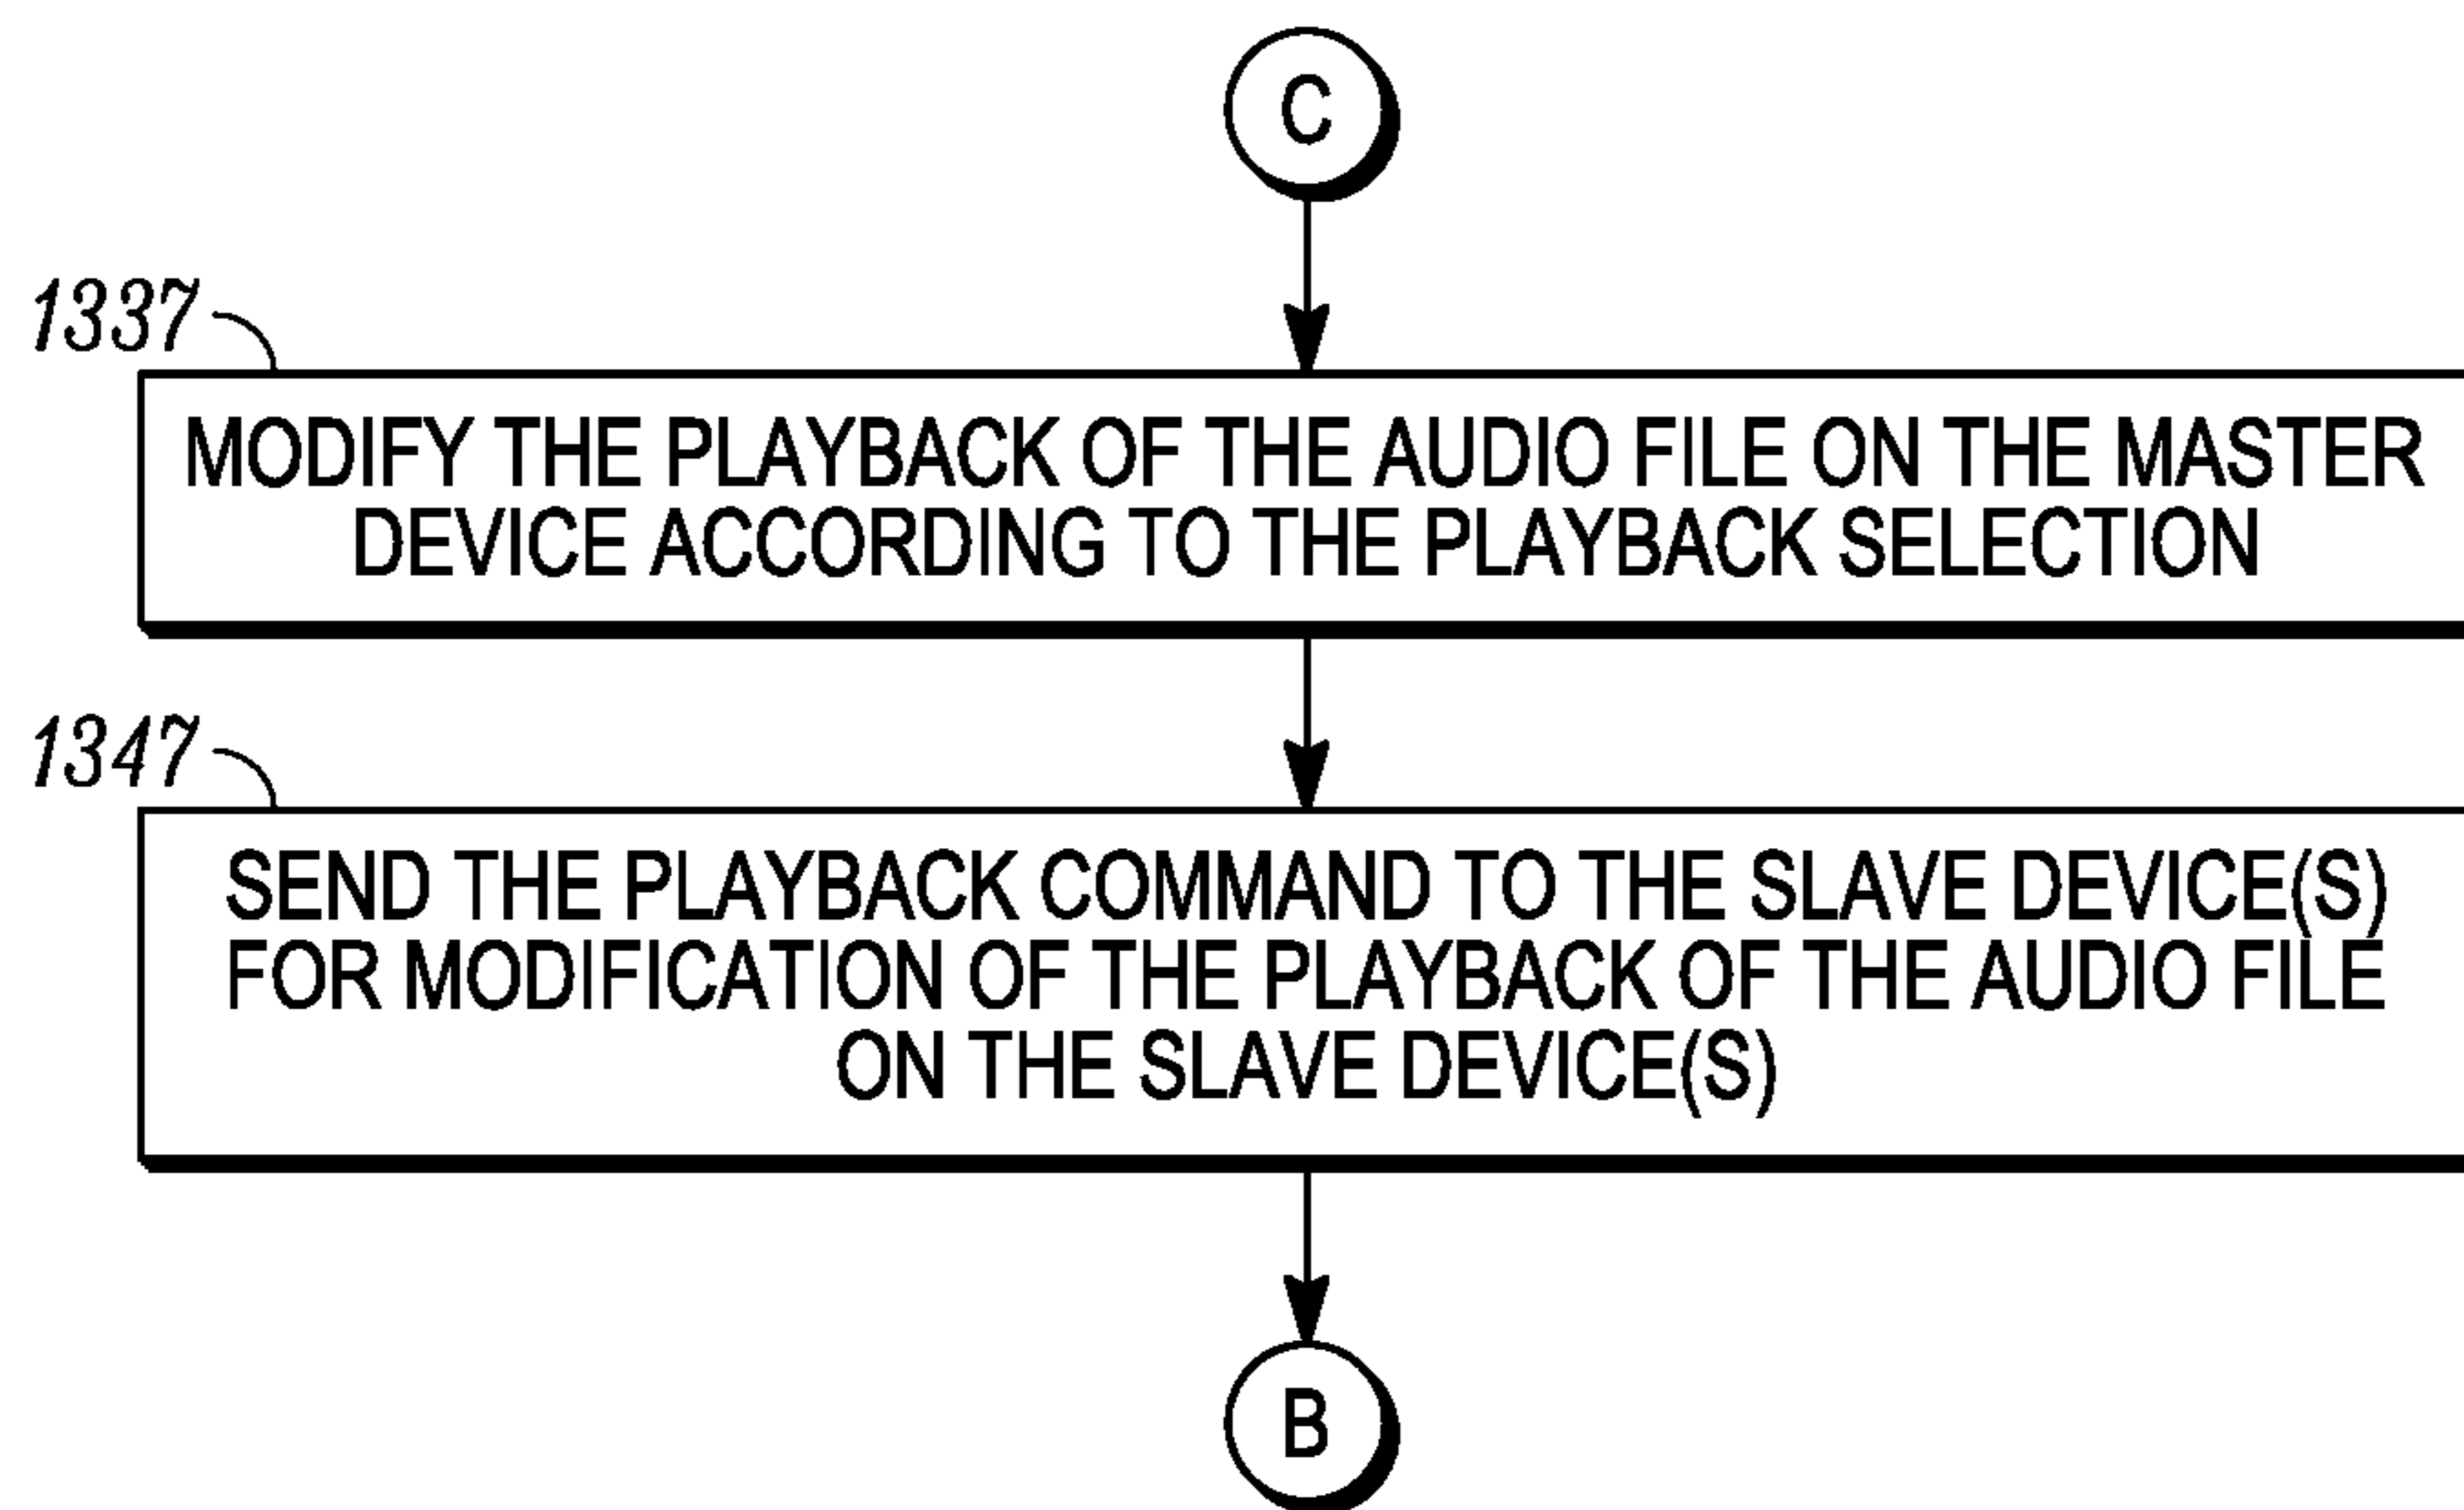 C
1337
MODIFY THE PLAYBACK OF THE AUDIO FILE ON THE MASTER
DEVICE ACCORDING TO THE PLAYBACK SELECTION
1347
SEND THE PLAYBACK COMMAND TO THE SLAVE DEVICE(S)
FOR MODIFICATION OF THE PLAYBACK OF THE AUDIO FILE
ON THE SLAVE DEVICE(S)
B